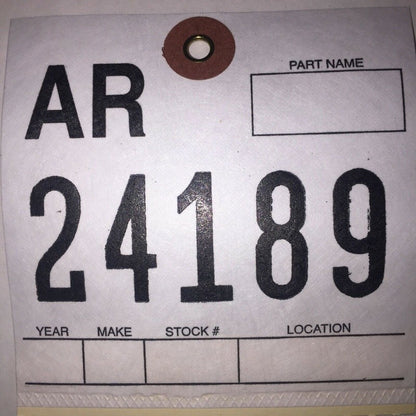 PART NAME
AR
24189
YEAR MAKE STOCK # LOCATION